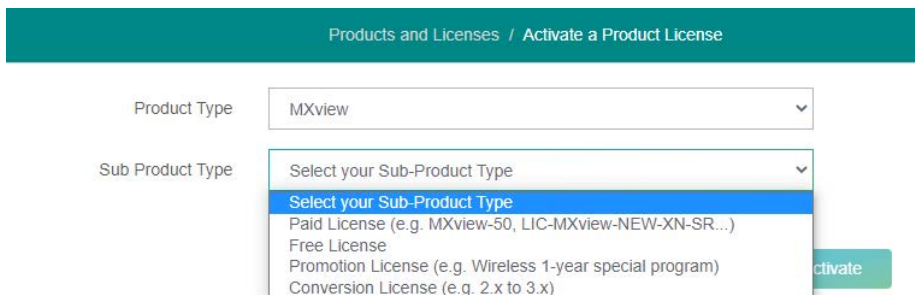 Products and Licenses / Activate a Product License
Product Type
MXview
Sub Product Type
Select your Sub-Product Type
Select your Sub-Product Type
Paid License (e.g. MXview-50, LIC-MXview-NEW-XN-SR...)
Free License
Promotion License (e.g. Wireless 1-year special program)
ctivate
Conversion License (e.g. 2.x to 3.x)